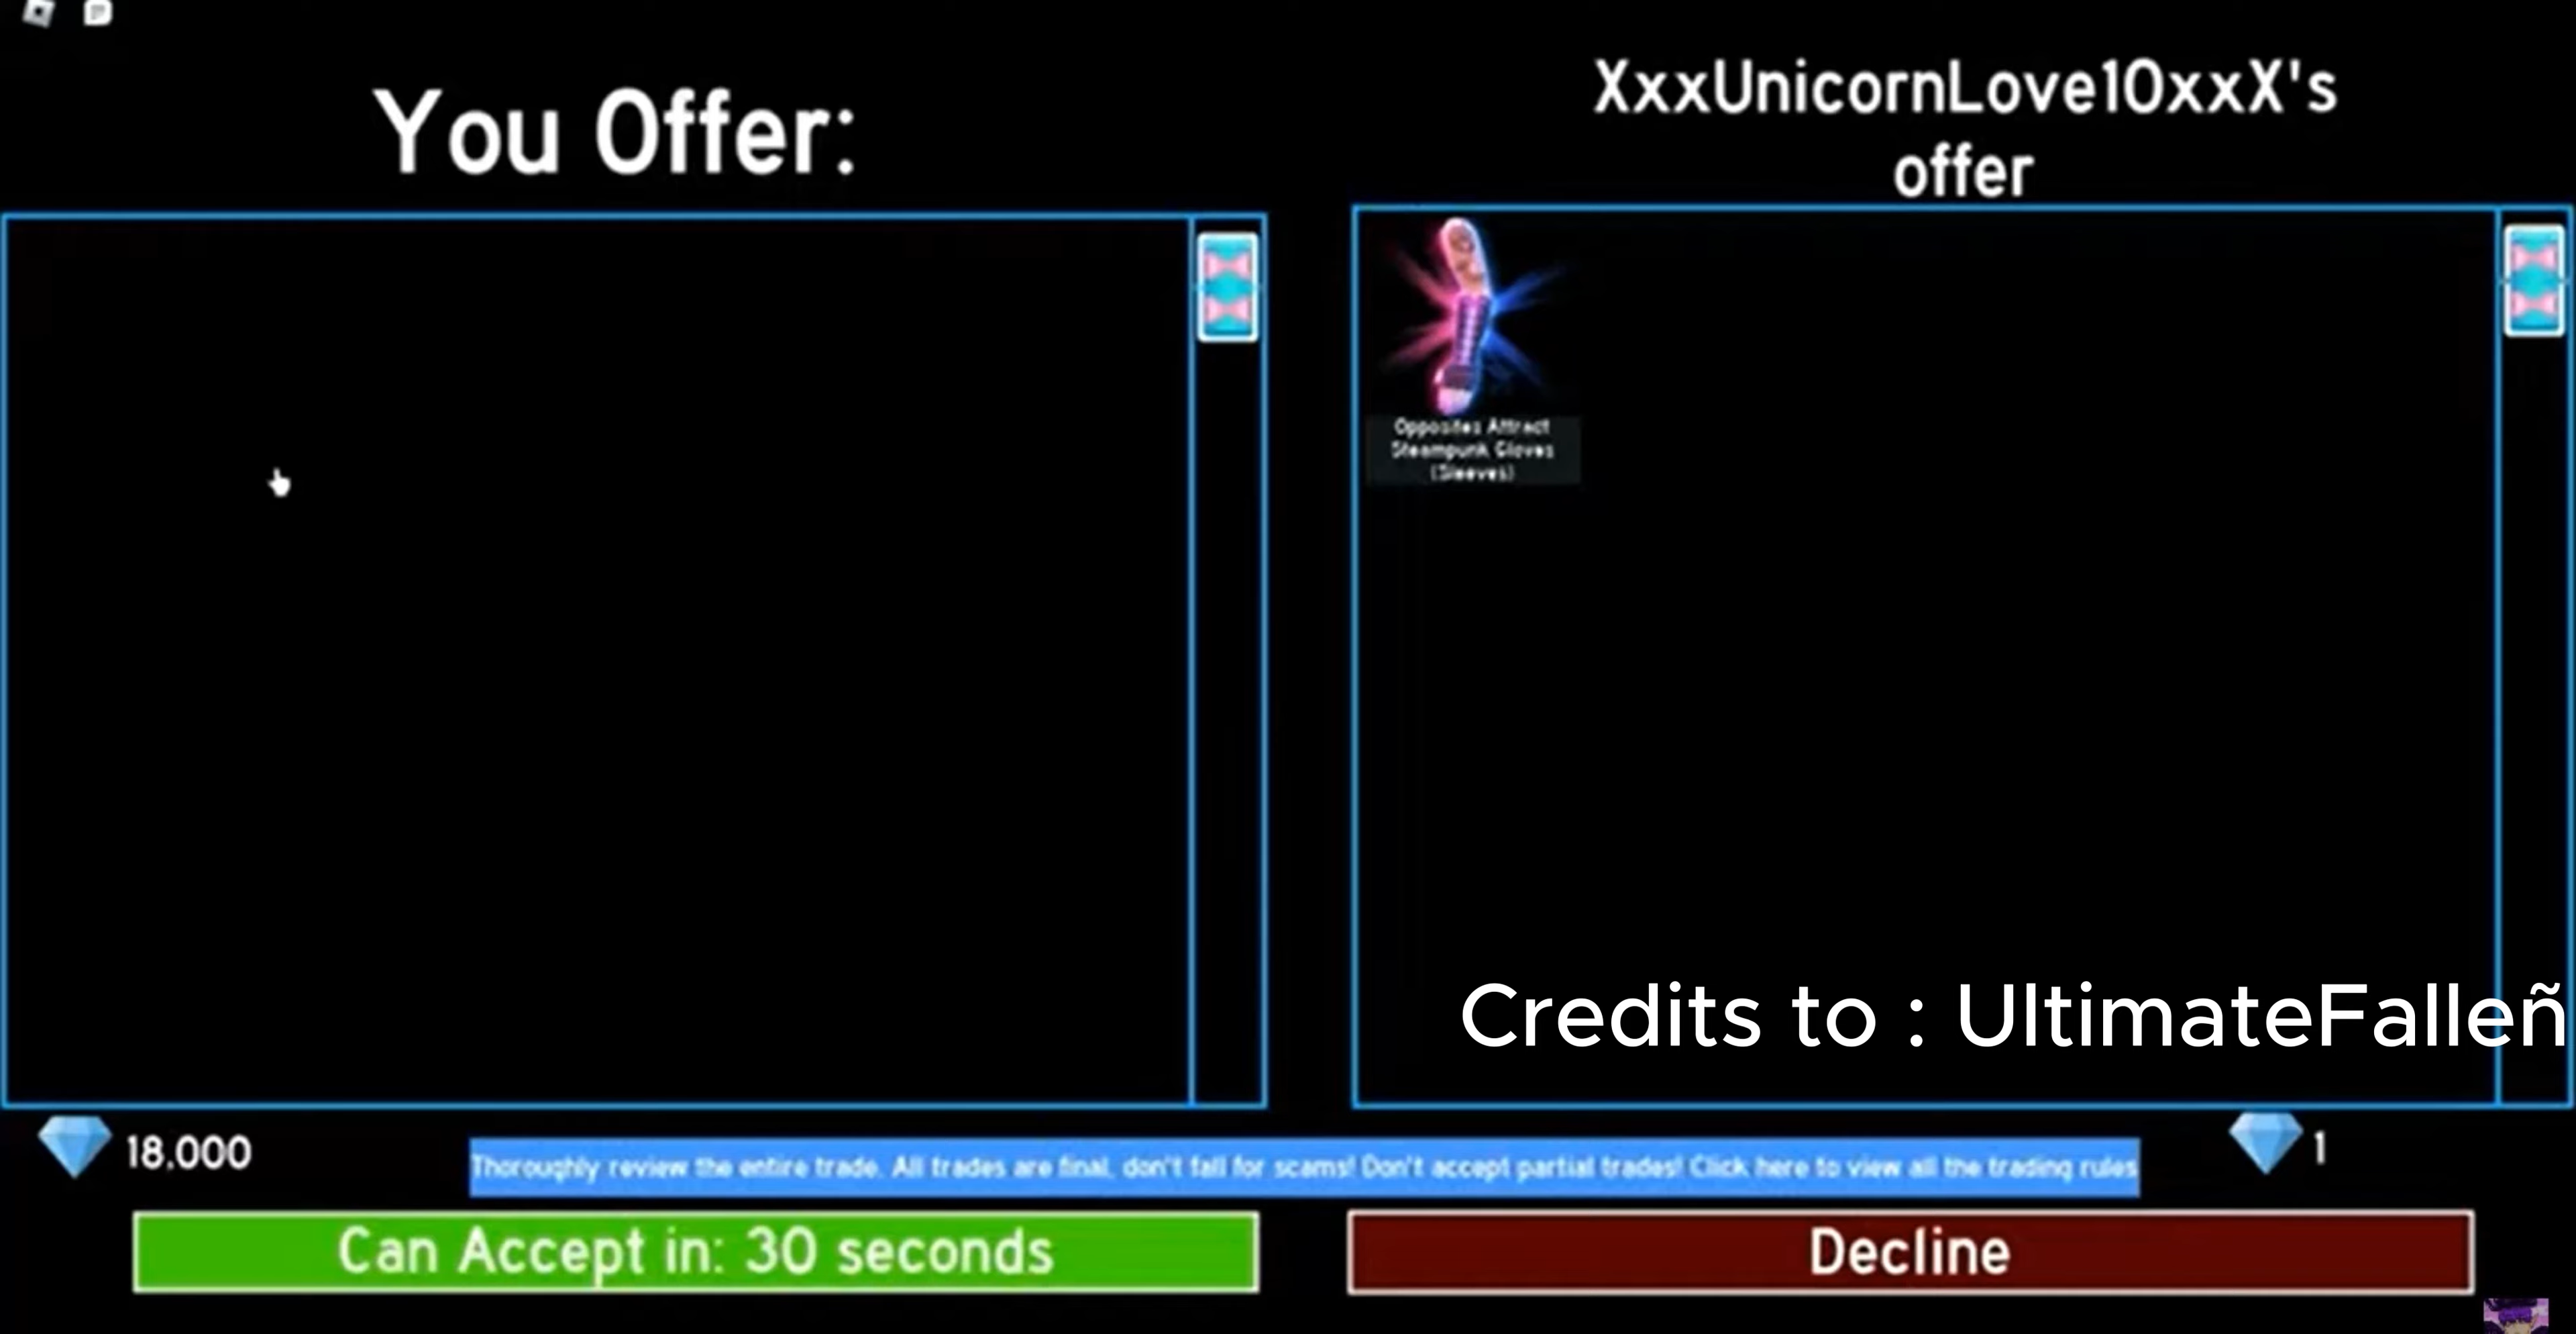 You Offer:
XxxUnicornLove10xxX's
offer
Opposites Attract
Steampunk Gloves
(Sleeves)
Credits to : UltimateFalleñ
18.000
Thoroughly review the entire trade. All trades are final, don't fall for scams! Don't accept partial trades! Click here to view all the trading rules
1
Can Accept in: 30 seconds
Decline